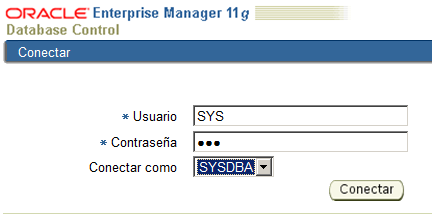 ORACLE Enterprise Manager 11g
Database Control
Conectar
* Usuario SYS
* Contraseña ●●●
Conectar como SYSDBA
Conectar